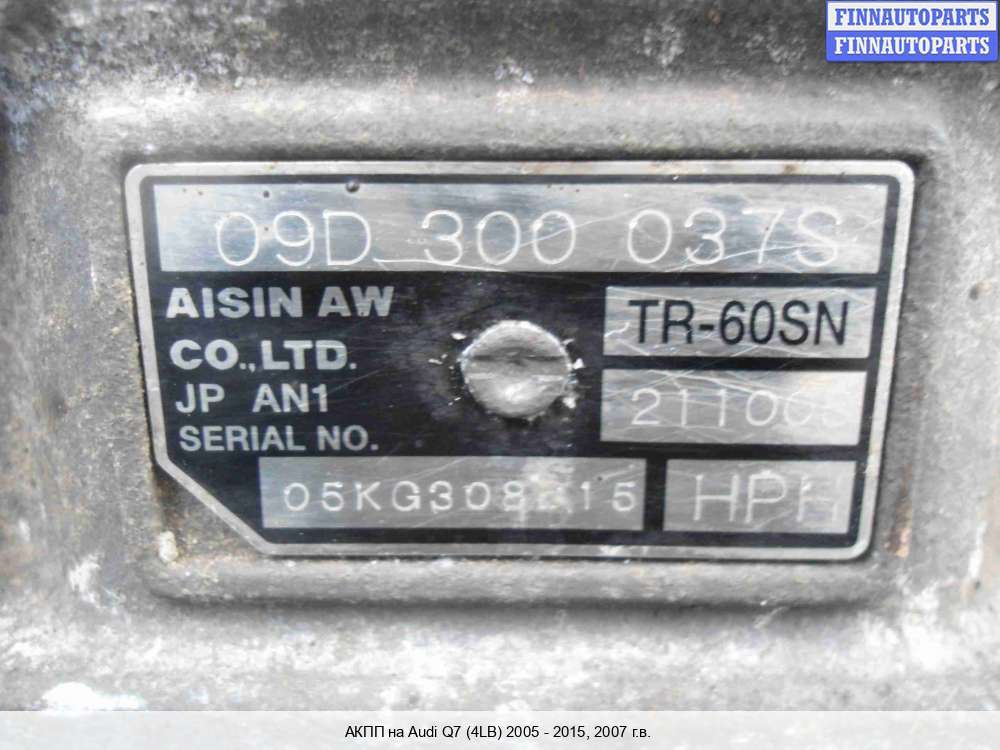 FINNAUTOPARTS
FINNAUTOPARTS
09D 300 037S
AISIN AW
CO.,LTD.
TR-60SN
JP AN1
SERIAL NO.
HPH
АКПП на Audi Q7 (4LB) 2005 - 2015, 2007 г.в.